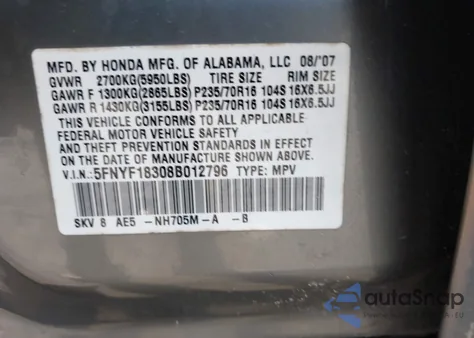 MFD. BY HONDA MFG. OF ALABAMA, LLC 08/'07
GVWR 2700KG(5950LBS) TIRE SIZE RIM SIZE
GAWR F 1300KG(2865LBS) P235/70R16 104S 16X6.5JJ
GAWR R 1430KG(3155LBS) P235/70R16 104S 16X6.5JJ
THIS VEHICLE CONFORMS TO ALL APPLICABLE
FEDERAL MOTOR VEHICLE SAFETY
AND THEFT PREVENTION STANDARDS IN EFFECT ON THE
DATE OF MANUFACTURE SHOWN ABOVE.
V.I.N.: 5FNYF18308B012796 TYPE: MPV
SKV 8 AE5 -NH705M-A -B
autoSnap